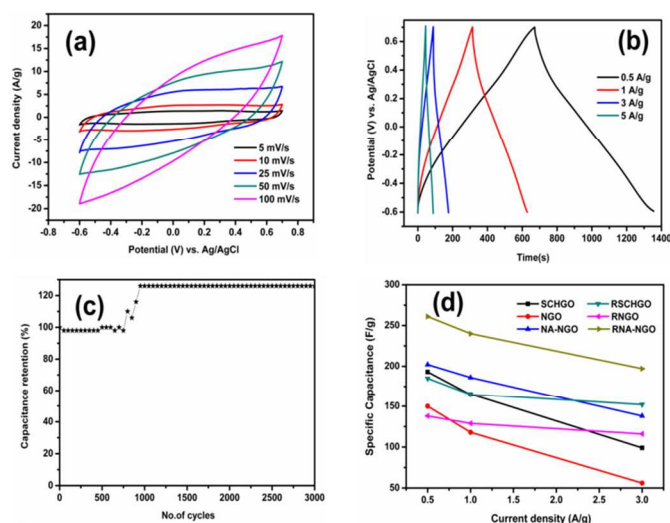 (a)
Current density (A/g)
20
15
10
5
0
-5
-10
-15
-20
5 mV/s
10 mV/s
25 mV/s
50 mV/s
100 mV/s
-0.8 -0.6 -0.4 -0.2 0.0 0.2 0.4 0.6 0.8
Potential (V) vs. Ag/AgCl
(b)
Potential (V) vs. Ag/AgCl
0.6
0.4
0.2
0.0
-0.2
-0.4
-0.6
0.5 A/g
1 A/g
3 A/g
5 A/g
0 200 400 600 800 1000 1200 1400
Time(s)
(c)
Capacitance retention (%)
120
100
80
60
40
20
0
0 500 1000 1500 2000 2500 3000
No.of cycles
(d)
Specific Capacitance (F/g)
300
250
200
150
100
50
SCHGO RSCHGO
NGO RNGO
NA-NGO RNA-NGO
0.5 1.0 1.5 2.0 2.5 3.0
Current density (A/g)